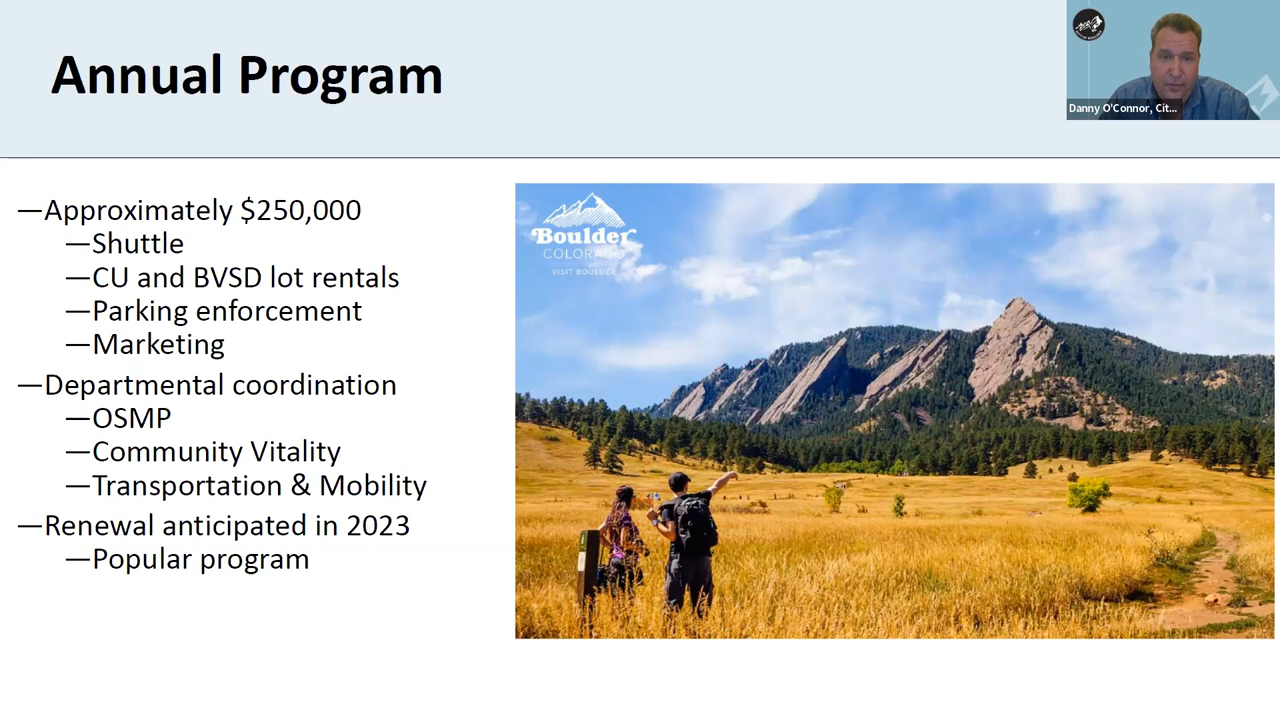 Annual Program
Danny O'Connor, Cit...
—Approximately $250,000
—Shuttle
—CU and BVSD lot rentals
—Parking enforcement
—Marketing
—Departmental coordination
—OSMP
—Community Vitality
—Transportation & Mobility
—Renewal anticipated in 2023
—Popular program
Boulder
COLORADO
VISIT BOULDER